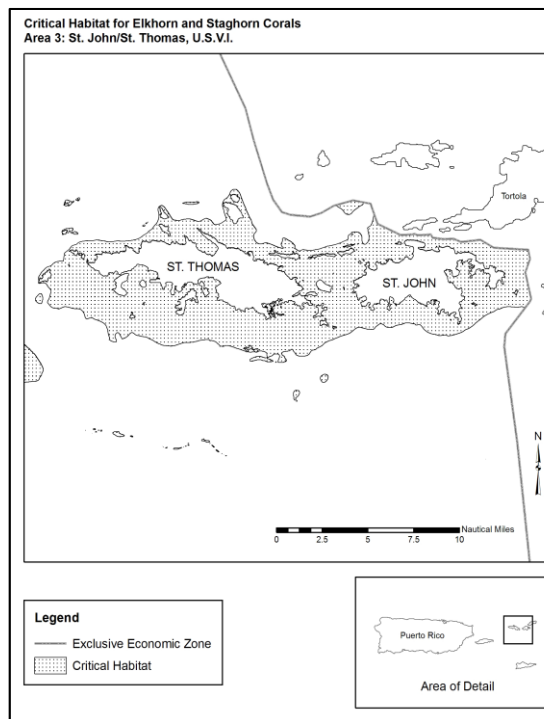 Critical Habitat for Elkhorn and Staghorn Corals
Area 3: St. John/St. Thomas, U.S.V.I.
Tortola
ST. THOMAS
ST. JOHN
N
Nautical Miles
0 2.5 5 7.5 10
Legend
Exclusive Economic Zone
Critical Habitat
Puerto Rico
Area of Detail